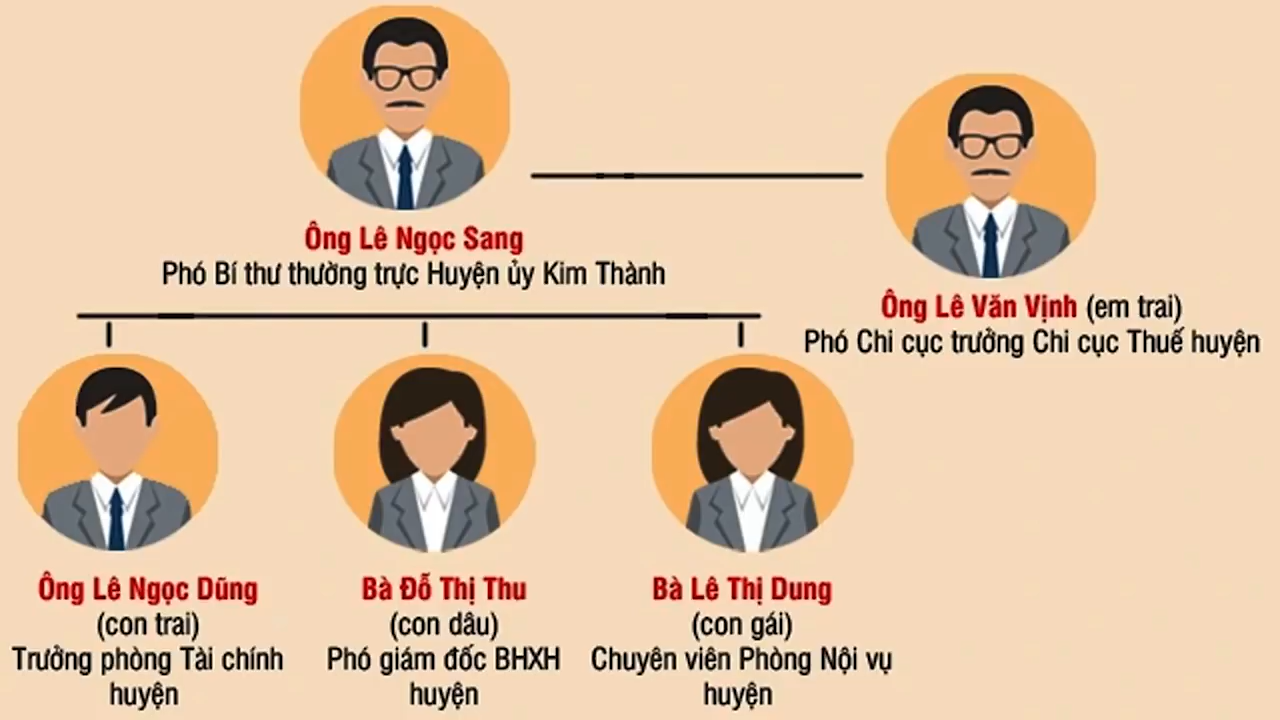 Ông Lê Ngọc Sang
Phó Bí thư thường trực Huyện ủy Kim Thành
Ông Lê Văn Vịnh (em trai)
Phó Chi cục trưởng Chi cục Thuế huyện
Ông Lê Ngọc Dũng
(con trai)
Trưởng phòng Tài chính
huyện
Bà Đỗ Thị Thu
(con dâu)
Phó giám đốc BHXH
huyện
Bà Lê Thị Dung
(con gái)
Chuyên viên Phòng Nội vụ
huyện